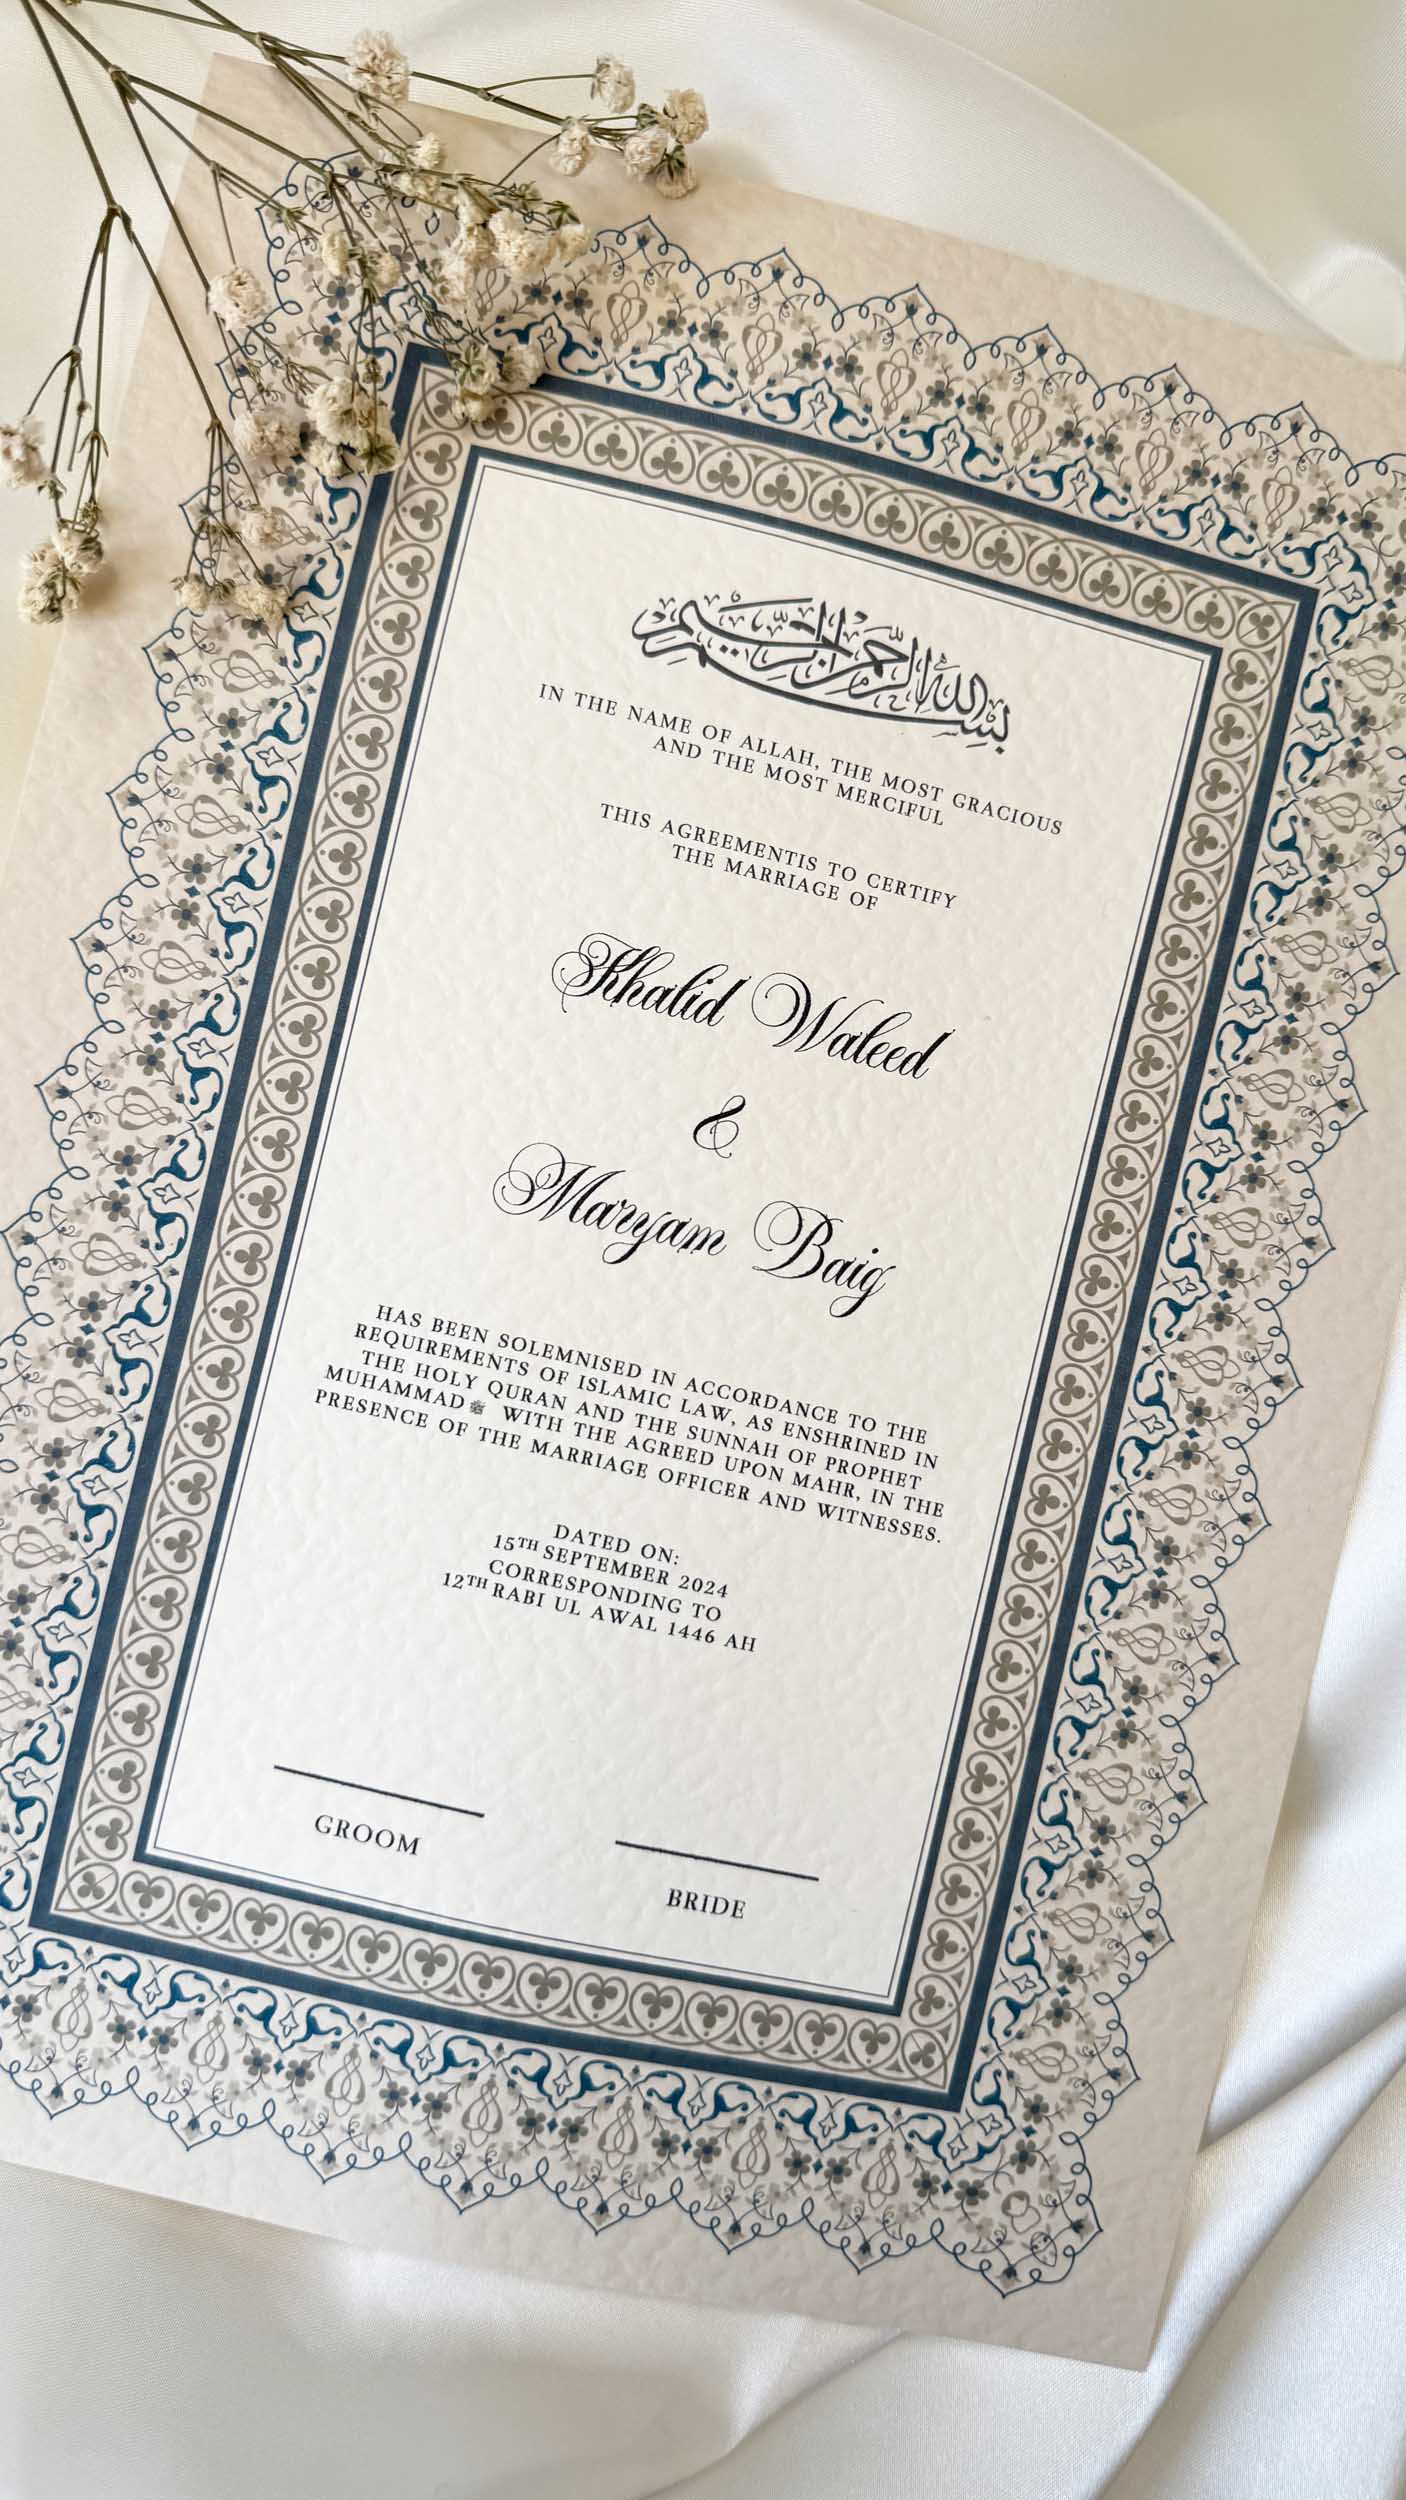 بسم الله الرحمن الرحيم
IN THE NAME OF ALLAH, THE MOST GRACIOUS
AND THE MOST MERCIFUL
THIS AGREEMENTIS TO CERTIFY
THE MARRIAGE OF
Khalid Waleed
&
Maryam Baig
HAS BEEN SOLEMNISED IN ACCORDANCE TO THE
REQUIREMENTS OF ISLAMIC LAW, AS ENSHRINED IN
THE HOLY QURAN AND THE SUNNAH OF PROPHET
MUHAMMAD ﷺ WITH THE AGREED UPON MAHR, IN THE
PRESENCE OF THE MARRIAGE OFFICER AND WITNESSES.
DATED ON:
15TH SEPTEMBER 2024
CORRESPONDING TO
12TH RABI UL AWAL 1446 AH
GROOM
BRIDE